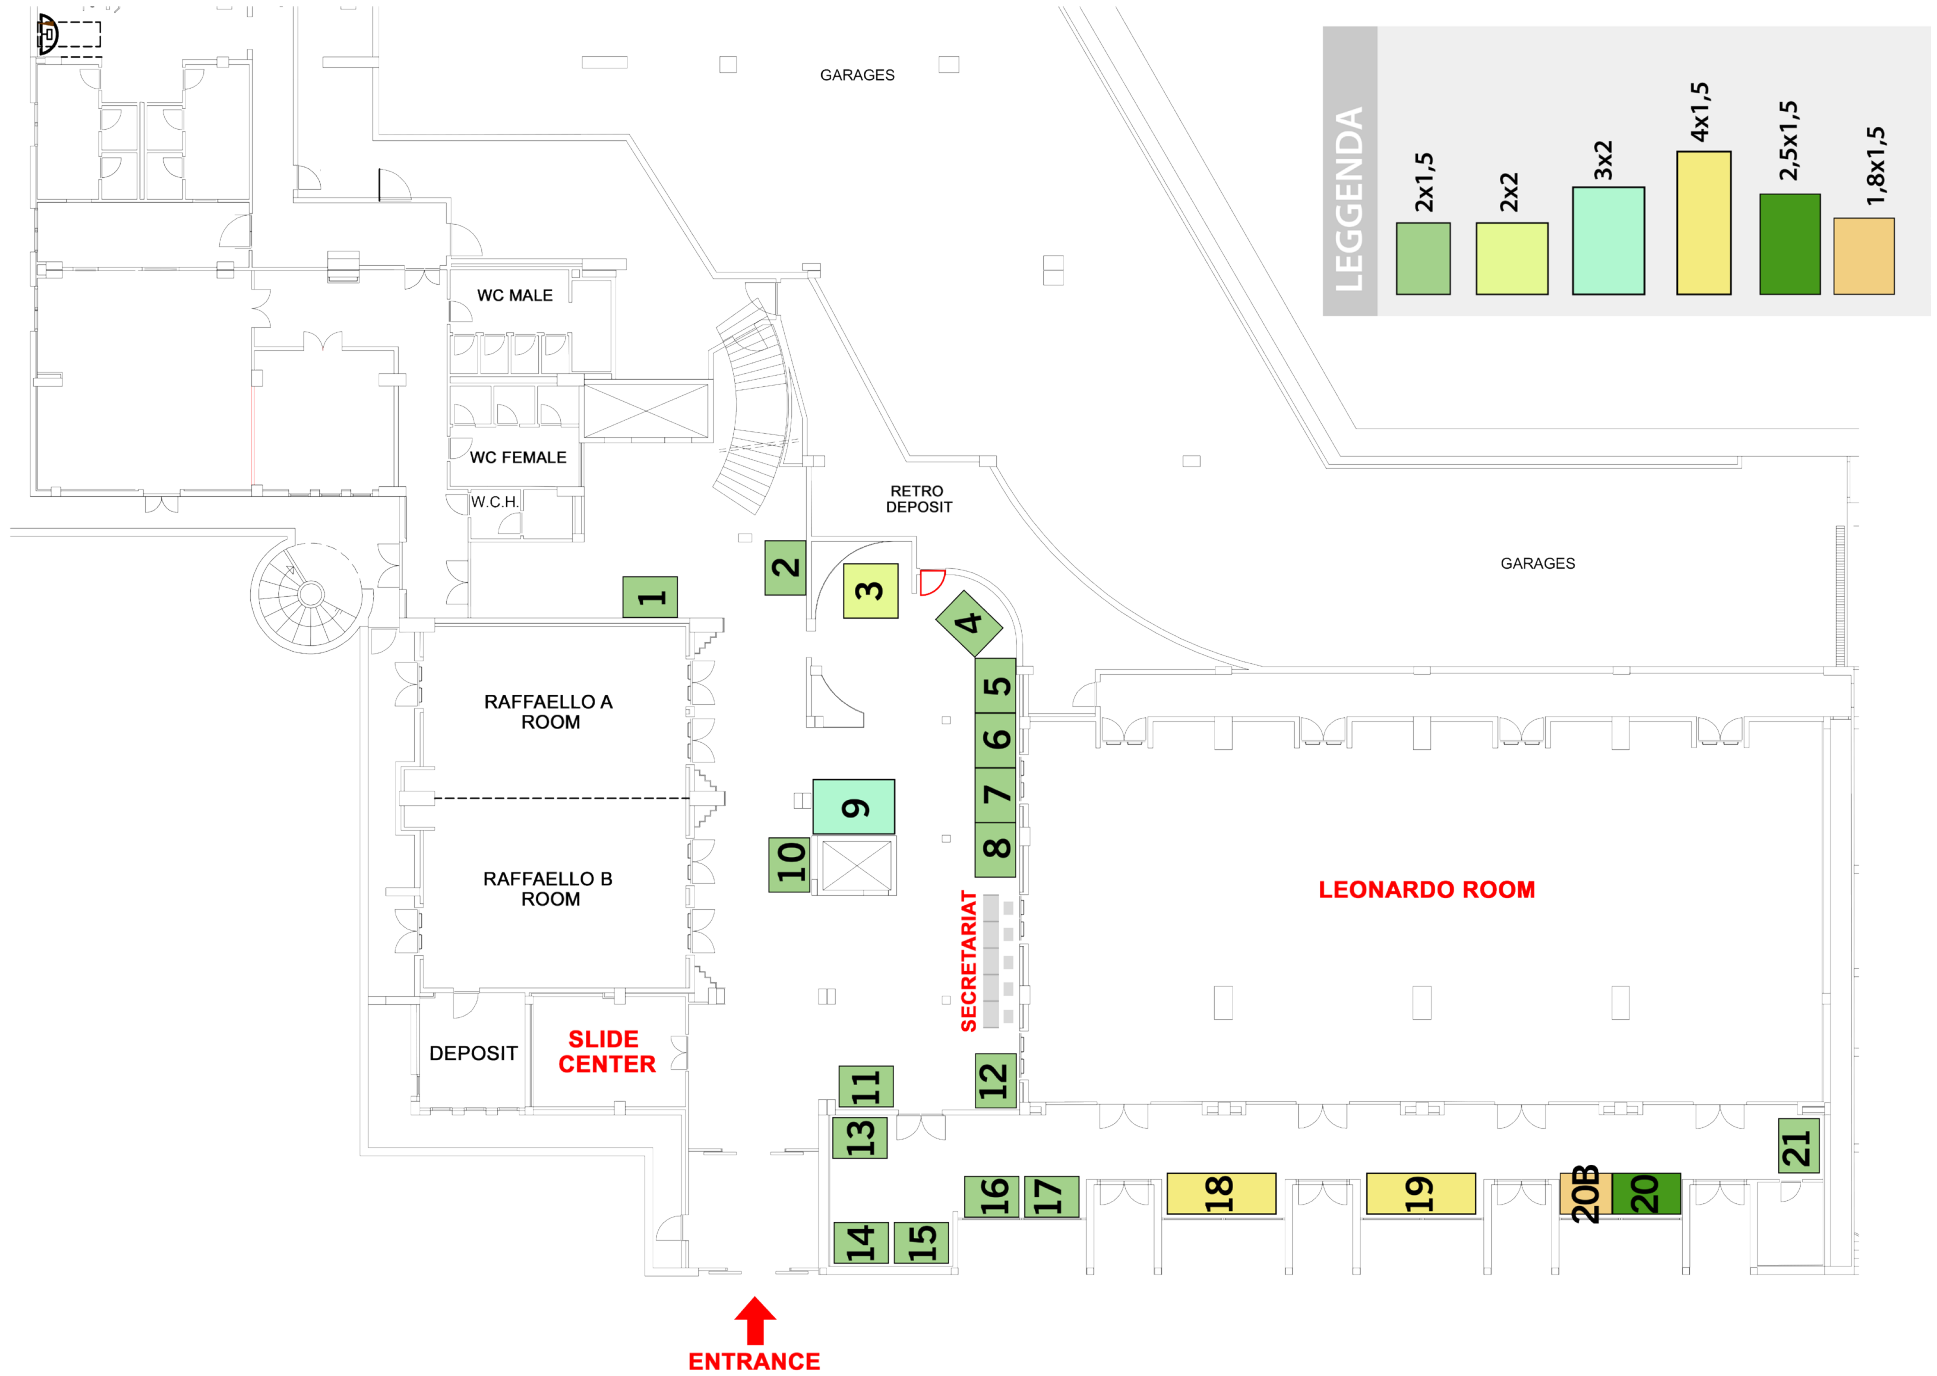 GARAGES
LEGGENDA
2x1,5
2x2
3x2
4x1,5
2,5x1,5
1,8x1,5
WC MALE
WC FEMALE
W.C.H.
RETRO
DEPOSIT
GARAGES
1
2
3
4
5
6
7
8
9
10
RAFFAELLO A
ROOM
RAFFAELLO B
ROOM
LEONARDO ROOM
SECRETARIAT
DEPOSIT
SLIDE
CENTER
11
12
13
14
15
16
17
18
19
20B
20
21
ENTRANCE